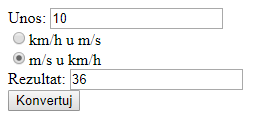 Unos: 10
km/h u m/s
m/s u km/h
Rezultat: 36
Konvertuj